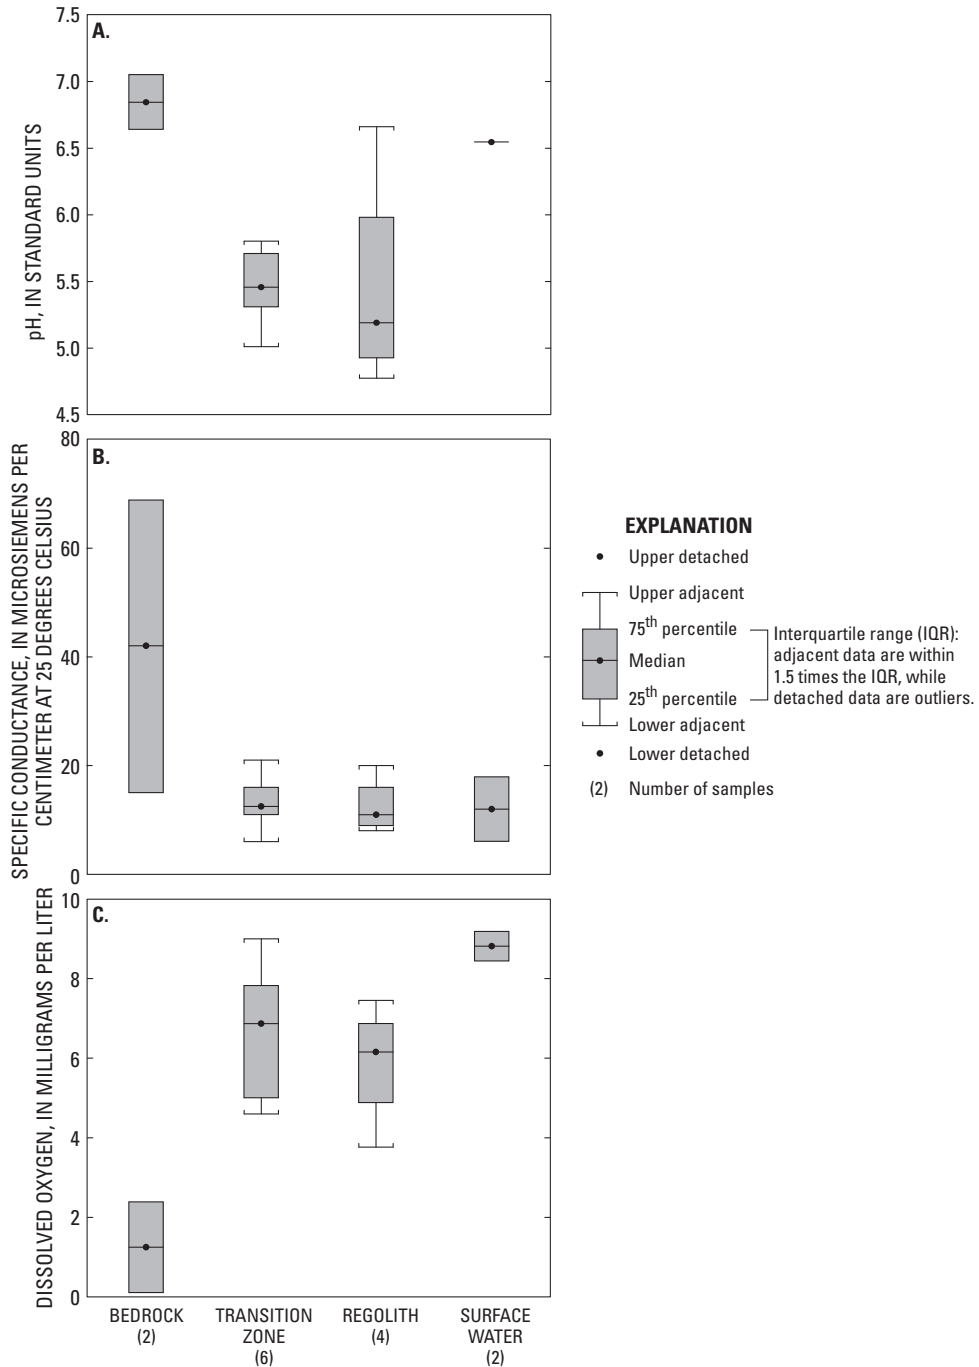 A.
7.5
7.0
6.5
6.0
5.5
5.0
4.5
pH, IN STANDARD UNITS
B.
80
60
40
20
0
SPECIFIC CONDUCTANCE, IN MICROSIEMENS PER
CENTIMETER AT 25 DEGREES CELSIUS
EXPLANATION
Upper detached
Upper adjacent
75th percentile
Median
25th percentile
Lower adjacent
Lower detached
(2) Number of samples
Interquartile range (IQR):
adjacent data are within
1.5 times the IQR, while
detached data are outliers.
C.
10
8
6
4
2
0
DISSOLVED OXYGEN, IN MILLIGRAMS PER LITER
BEDROCK
(2)
TRANSITION
ZONE
(6)
REGOLITH
(4)
SURFACE
WATER
(2)